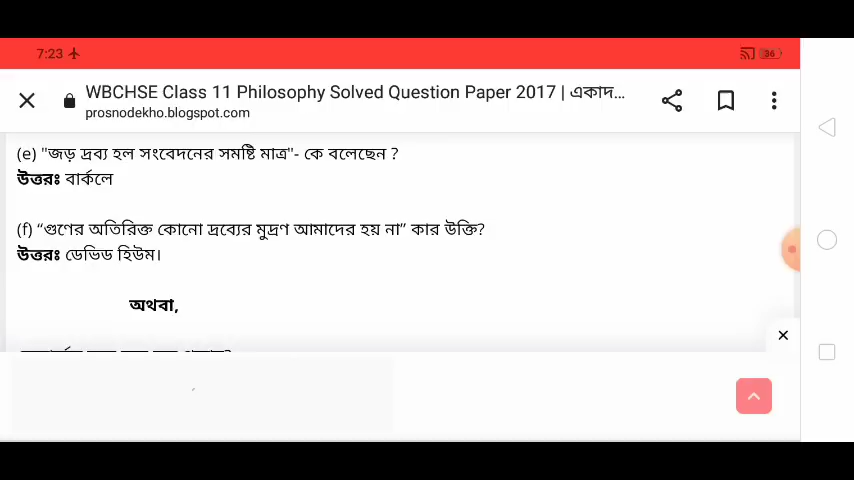 7:23
36
WBCHSE Class 11 Philosophy Solved Question Paper 2017 | একাদ...
prosnodekho.blogspot.com
(e) "জড় দ্রব্য হল সংবেদনের সমষ্টি মাত্র"- কে বলেছেন ?
উত্তরঃ বার্কলে
(f) “গুণের অতিরিক্ত কোনো দ্রব্যের মুদ্রণ আমাদের হয় না” কার উক্তি?
উত্তরঃ ডেভিড হিউম।
অথবা,